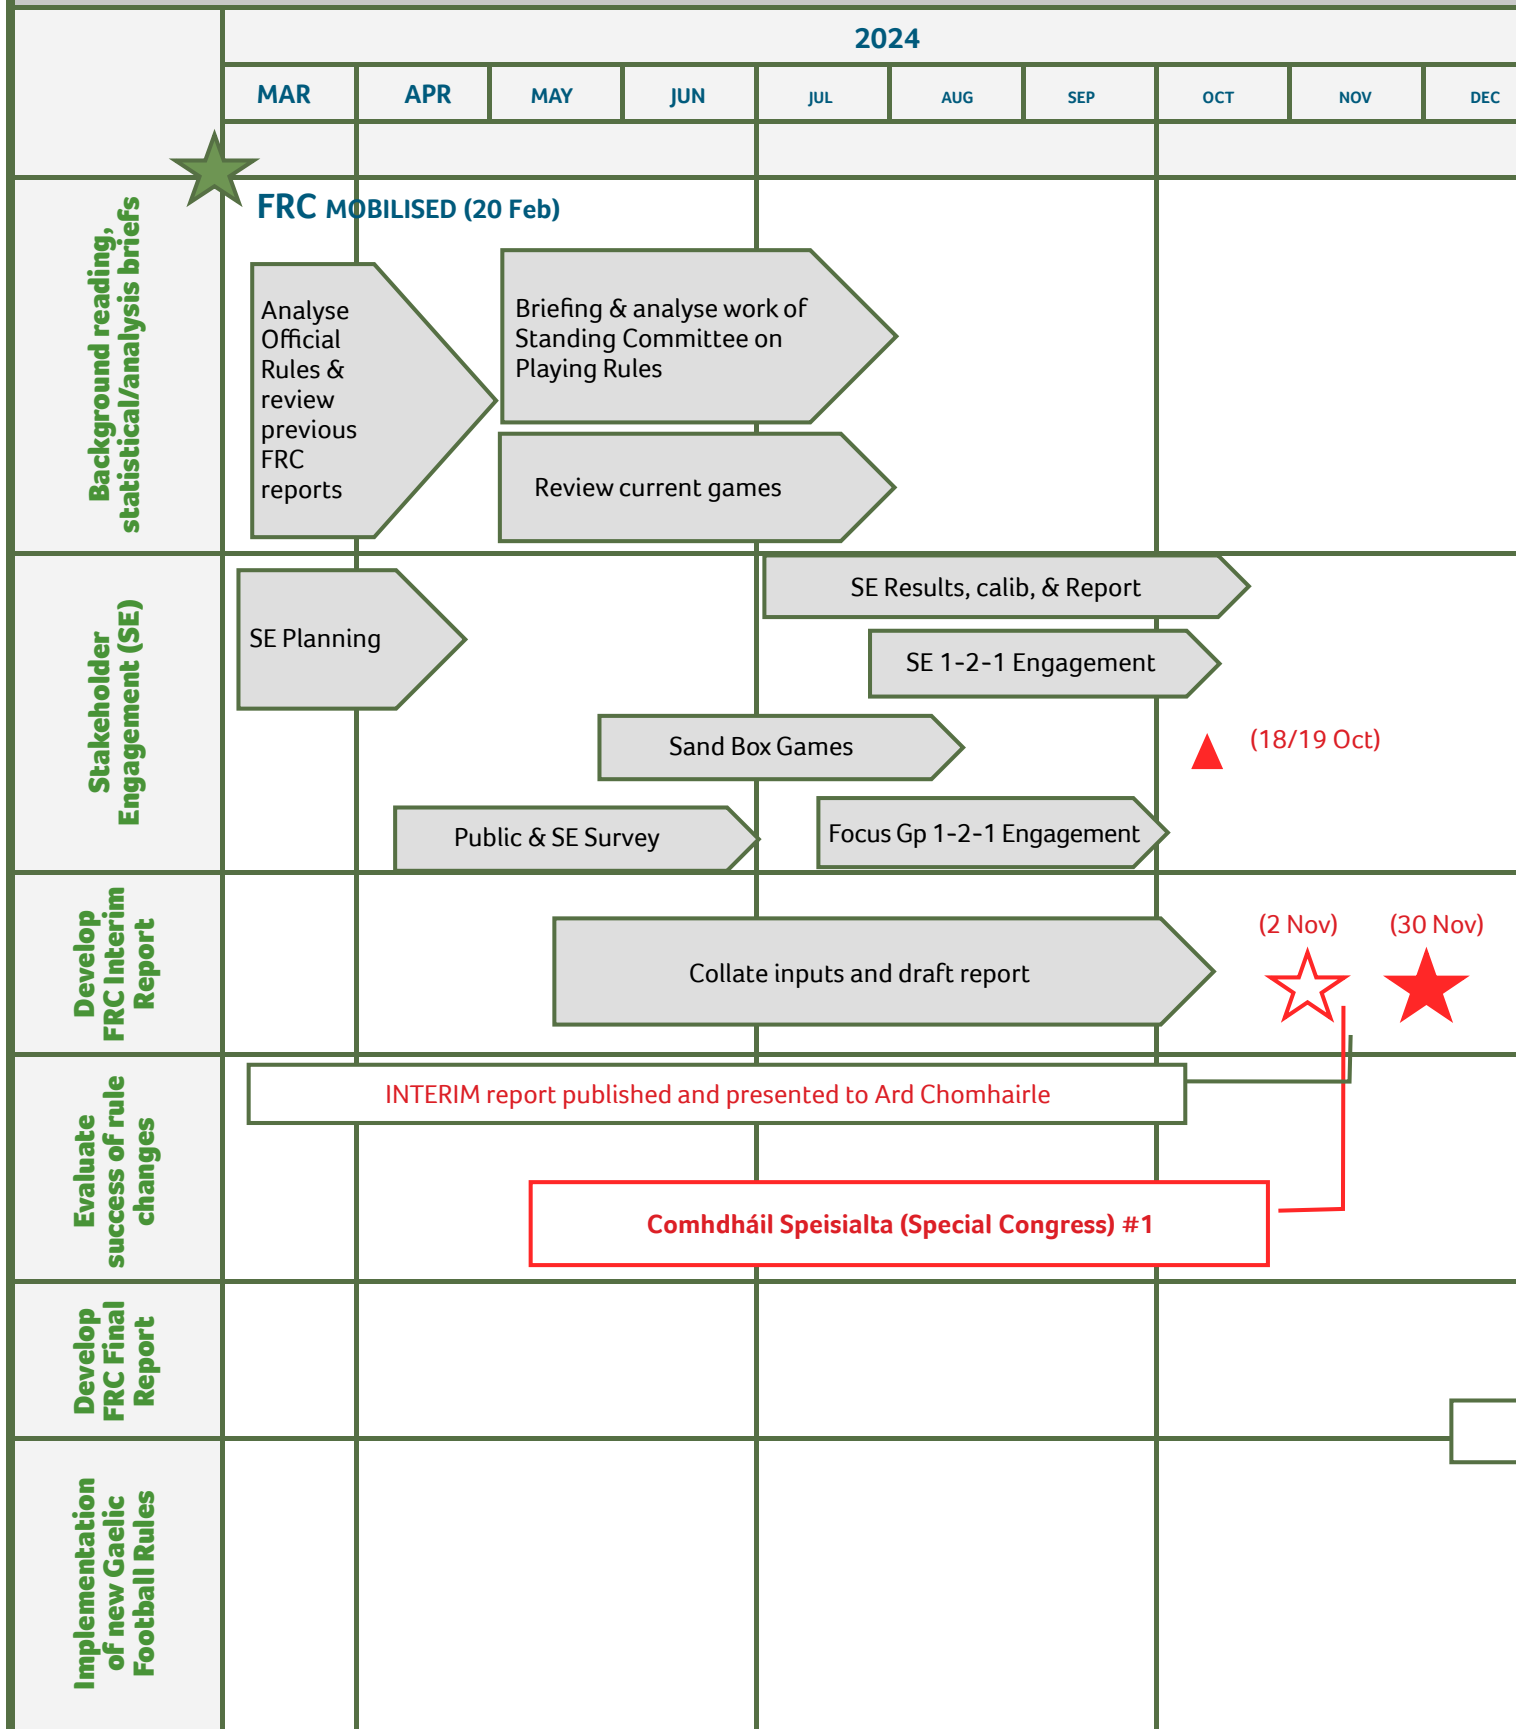 2024
MAR APR MAY JUN JUL AUG SEP OCT NOV DEC
FRC MOBILISED (20 Feb)
Background reading,
statistical/analysis briefs
Analyse
Official
Rules &
review
previous
FRC
reports
Briefing & analyse work of
Standing Committee on
Playing Rules
Review current games
Stakeholder
Engagement (SE)
SE Results, calib, & Report
SE Planning
SE 1-2-1 Engagement
Sand Box Games
(18/19 Oct)
Public & SE Survey
Focus Gp 1-2-1 Engagement
Develop
FRC Interim
Report
(2 Nov)
(30 Nov)
Collate inputs and draft report
Evaluate
success of rule
changes
INTERIM report published and presented to Ard Chomhairle
Comhdháil Speisialta (Special Congress) #1
Develop
FRC Final
Report
Implementation
of new Gaelic
Football Rules